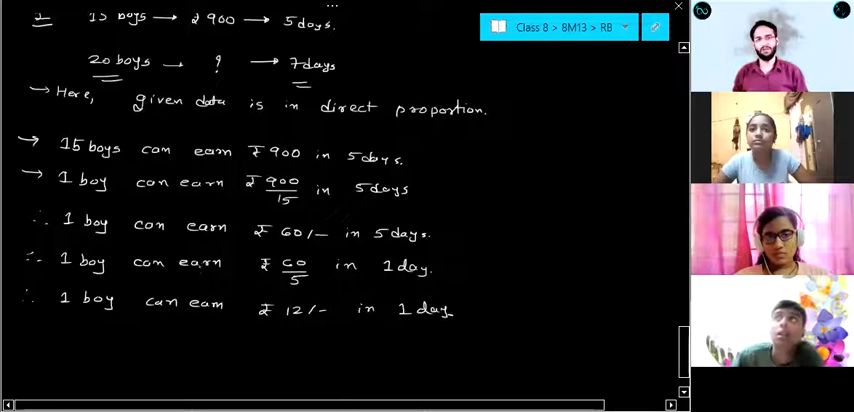 15 boys → ₹ 900 → 5 days.
Class 8 > 8M13 > RB
20 boys → ? → 7 days
→ Here, given data is in direct proportion.
→ 15 boys can earn ₹ 900 in 5 days.
→ 1 boy can earn ₹ 900/15 in 5 days
∴ 1 boy can earn ₹ 60/- in 5 days.
∴ 1 boy can earn ₹ 60/5 in 1 day.
∴ 1 boy can earn ₹ 12/- in 1 day